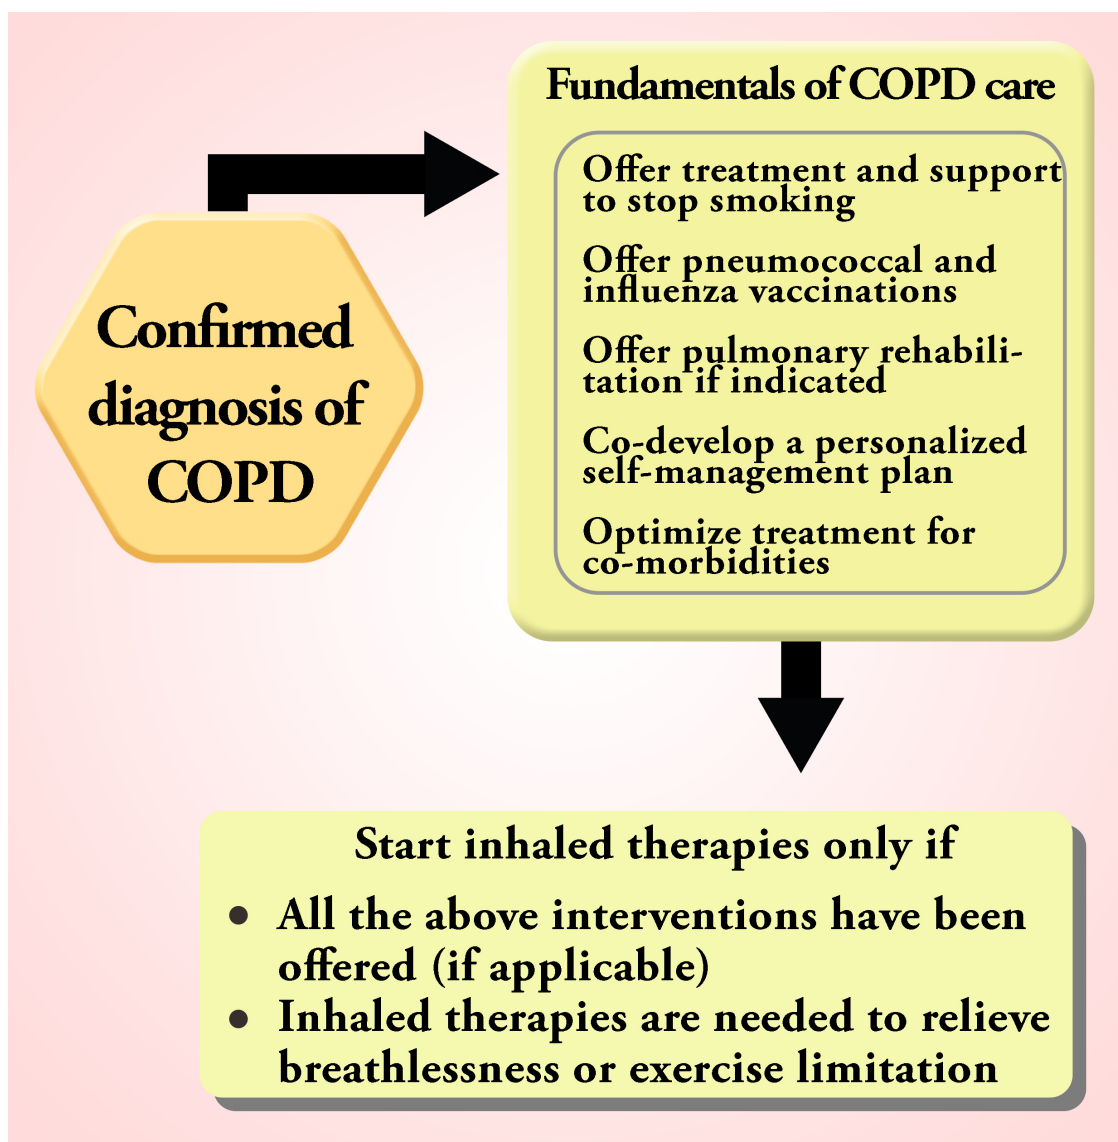 Confirmed
diagnosis of
COPD
Fundamentals of COPD care
Offer treatment and support
to stop smoking
Offer pneumococcal and
influenza vaccinations
Offer pulmonary rehabili-
tation if indicated
Co-develop a personalized
self-management plan
Optimize treatment for
co-morbidities
Start inhaled therapies only if
• All the above interventions have been
offered (if applicable)
• Inhaled therapies are needed to relieve
breathlessness or exercise limitation